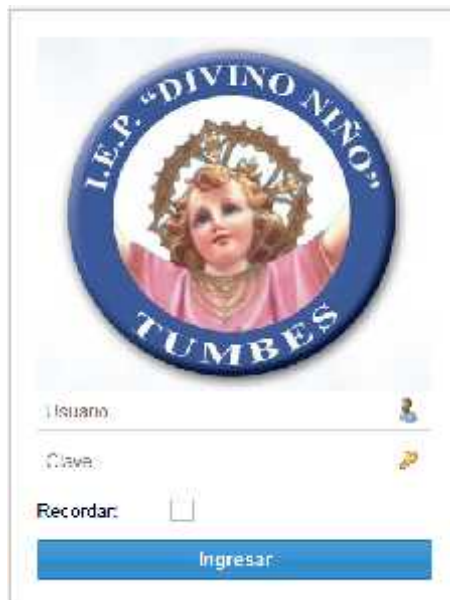 I.E.P. "DIVINO NIÑO"
TUMBES
Usuario
Clave
Recordar:
Ingresar